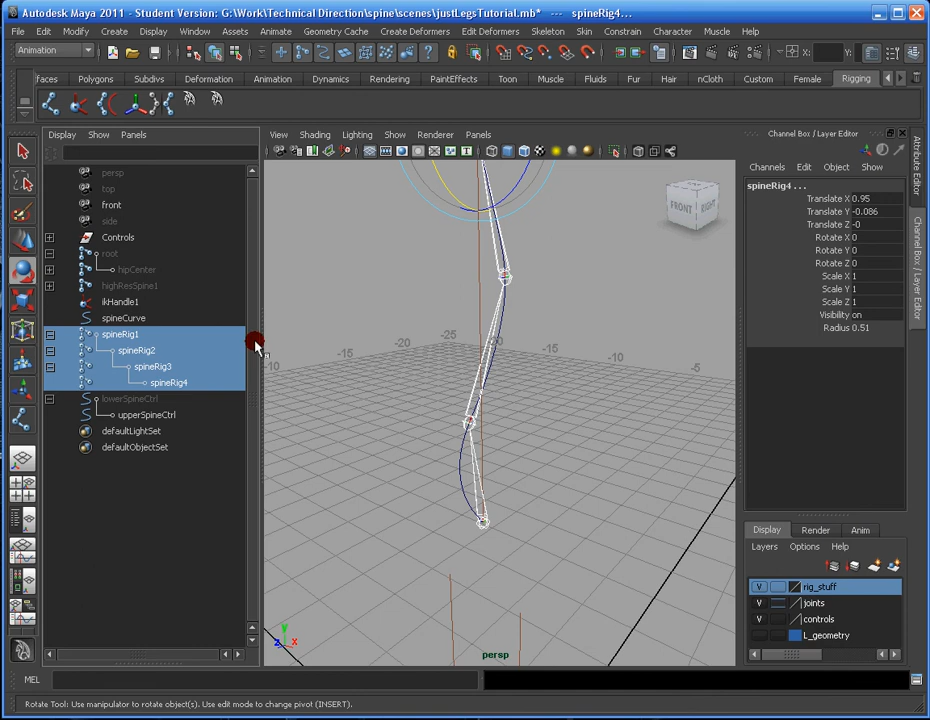 Autodesk Maya 2011 - Student Version: G:\Work\Technical Direction\spine\scenes\justLegsTutorial.mb* --- spineRig4...
File Edit Modify Create Display Window Assets Animate Geometry Cache Create Deformers Edit Deformers Skeleton Skin Constrain Character Muscle Help
Animation X: Y:
faces Polygons Subdivs Deformation Animation Dynamics Rendering PaintEffects Toon Muscle Fluids Fur Hair nCloth Custom Female Rigging
Display Show Panels
View Shading Lighting Show Renderer Panels
Channel Box / Layer Editor
Channels Edit Object Show
persp
top
front
side
Controls
root
hipCenter
highResSpine1
ikHandle1
spineCurve
spineRig1
spineRig2
spineRig3
spineRig4
lowerSpineCtrl
upperSpineCtrl
defaultLightSet
defaultObjectSet
FRONT RIGHT
-25
-20
-15
-15
-10
-10
-5
persp
y
z x
spineRig4 ...
Translate X 0.95
Translate Y -0.086
Translate Z -0
Rotate X 0
Rotate Y 0
Rotate Z 0
Scale X 1
Scale Y 1
Scale Z 1
Visibility on
Radius 0.51
Attribute Editor
Channel Box / Layer Editor
Display Render Anim
Layers Options Help
V rig_stuff
V joints
V controls
L_geometry
MEL
Rotate Tool: Use manipulator to rotate object(s). Use edit mode to change pivot (INSERT).